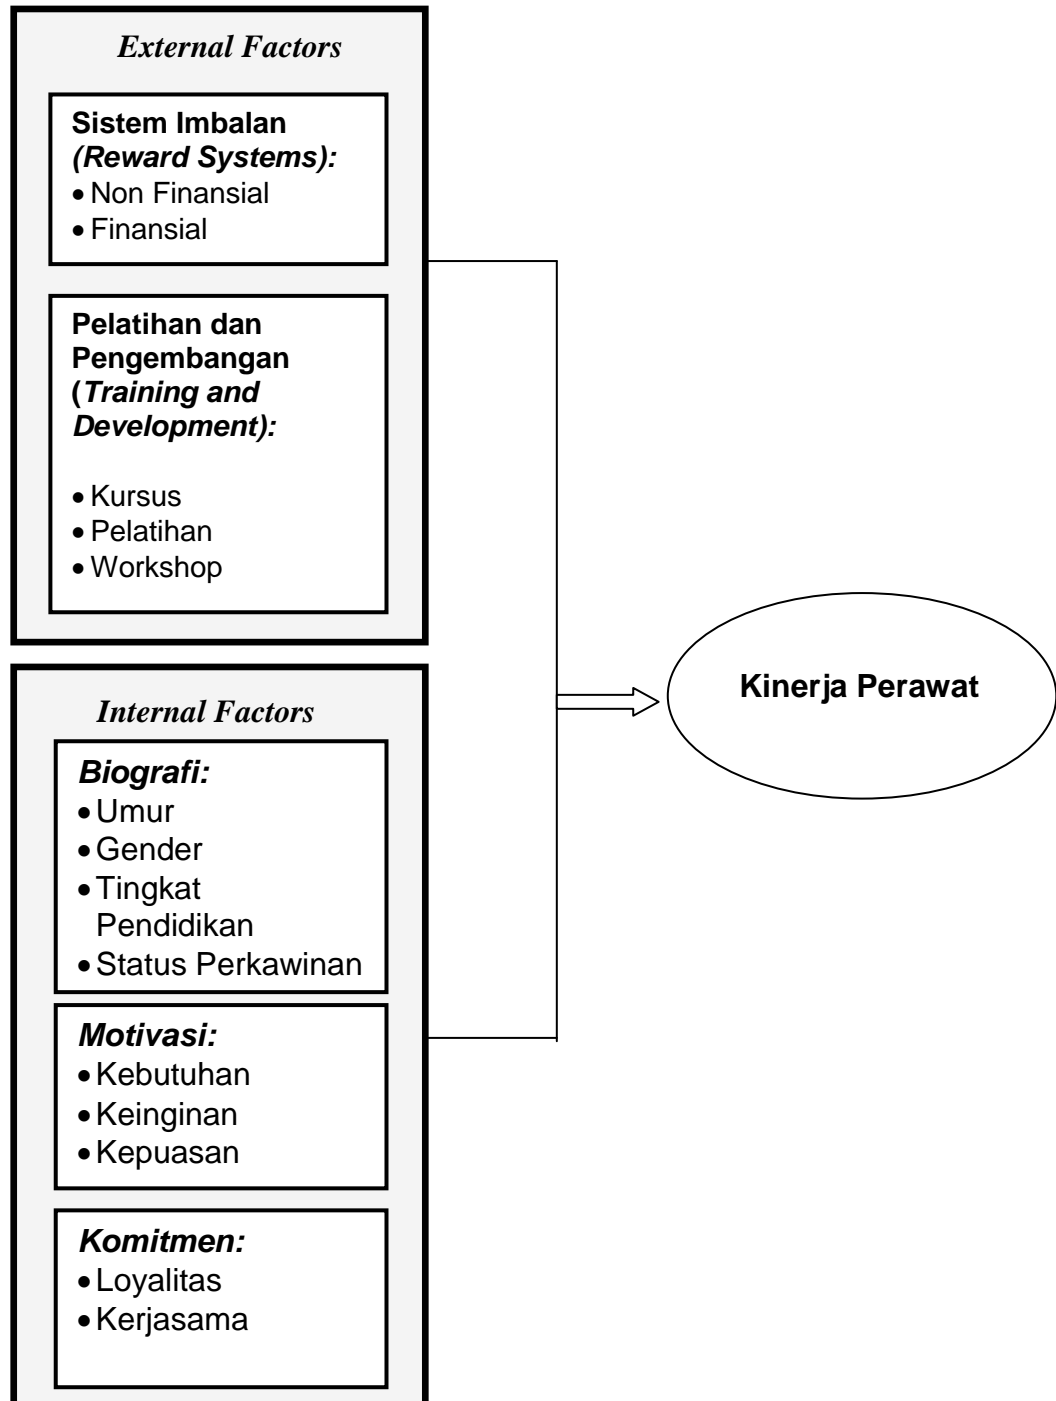 External Factors
Sistem Imbalan
(Reward Systems):
• Non Finansial
• Finansial
Pelatihan dan
Pengembangan
(Training and
Development):
• Kursus
• Pelatihan
• Workshop
Internal Factors
Biografi:
• Umur
• Gender
• Tingkat
Pendidikan
• Status Perkawinan
Motivasi:
• Kebutuhan
• Keinginan
• Kepuasan
Komitmen:
• Loyalitas
• Kerjasama
Kinerja Perawat